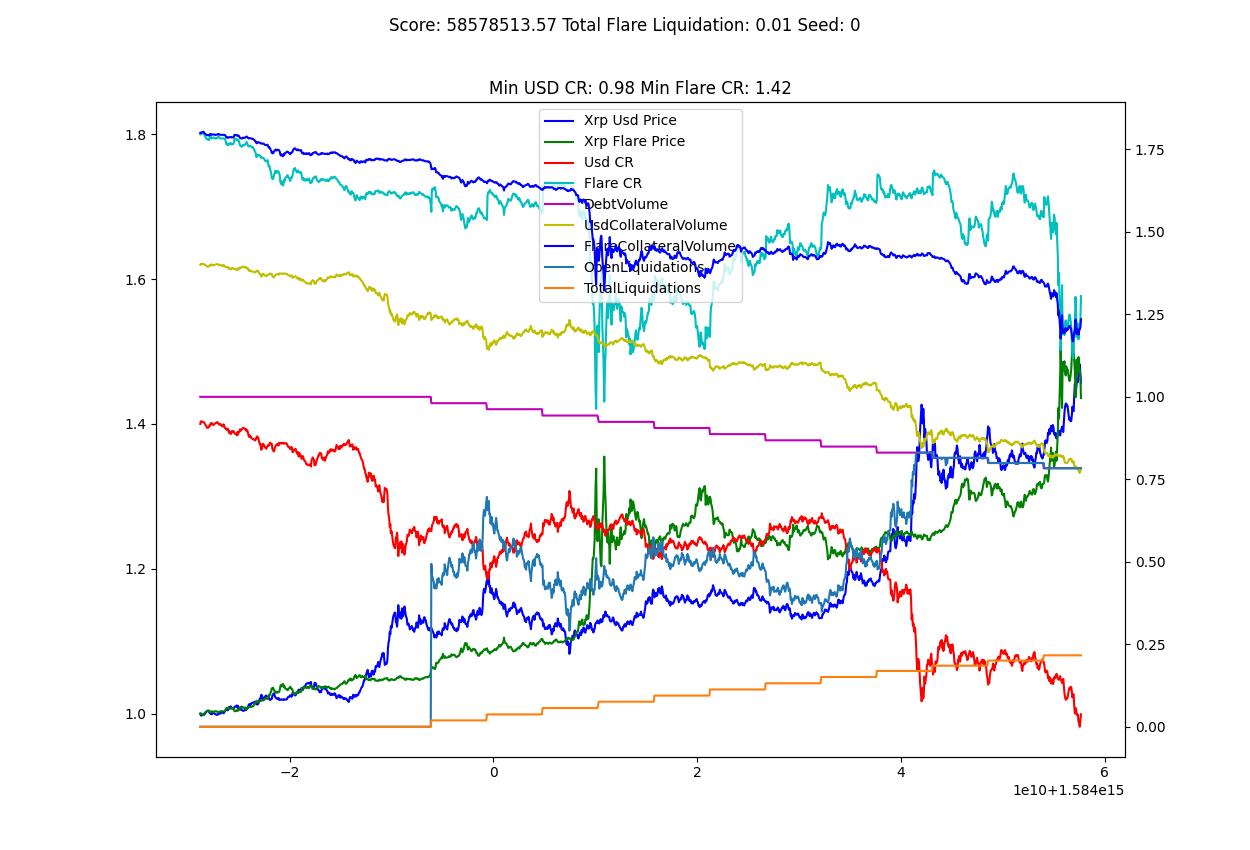 Score: 58578513.57 Total Flare Liquidation: 0.01 Seed: 0
Min USD CR: 0.98 Min Flare CR: 1.42
Xrp Usd Price
Xrp Flare Price
Usd CR
Flare CR
DebtVolume
UsdCollateralVolume
FlareCollateralVolume
OpenLiquidations
TotalLiquidations
1.8
1.6
1.4
1.2
1.0
1.75
1.50
1.25
1.00
0.75
0.50
0.25
0.00
−2
0
2
4
6
1e10+1.584e15